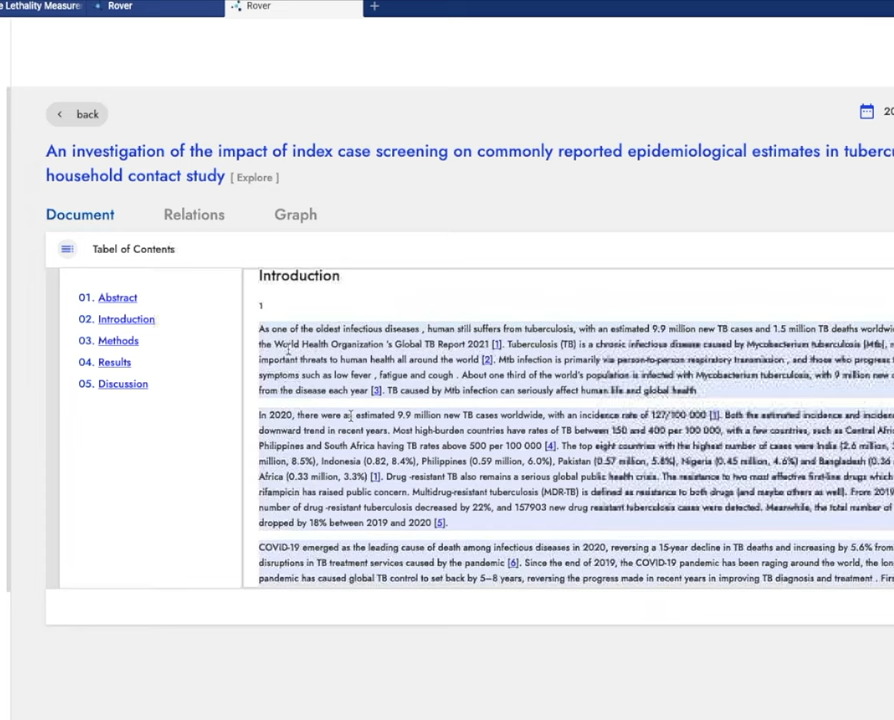 e Lethality Measure
Rover
Rover
back
20
An investigation of the impact of index case screening on commonly reported epidemiological estimates in tubercu
household contact study [ Explore ]
Document Relations Graph
Tabel of Contents
Introduction
01. Abstract
02. Introduction
03. Methods
04. Results
05. Discussion
1
As one of the oldest infectious diseases , human still suffers from tuberculosis, with an estimated 9.9 million new TB cases and 1.5 million TB deaths worldwi
the World Health Organization 's Global TB Report 2021 [1]. Tuberculosis (TB) is a chronic infectious disease caused by Mycobacterium tuberculosis (Mtb),
important threats to human health all around the world [2]. Mtb infection is primarily via person-to-person respiratory transmission , and those who progress
symptoms such as low fever , fatigue and cough . About one third of the world's population is infected with Mycobacterium tuberculosis, with 9 million new
from the disease each year [3]. TB caused by Mtb infection can seriously affect human life and global health
In 2020, there were an estimated 9.9 million new TB cases worldwide, with an incidence rate of 127/100 000 [1]. Both the estimated incidence and inciden
downward trend in recent years. Most high-burden countries have rates of TB between 150 and 400 per 100 000, with a few countries, such as Central Afri
Philippines and South Africa having TB rates above 500 per 100 000 [4]. The top eight countries with the highest number of cases were India (2.6 million,
million, 8.5%), Indonesia (0.82, 8.4%), Philippines (0.59 million, 6.0%), Pakistan (0.57 million, 5.8%), Nigeria (0.45 million, 4.6%) and Bangladesh (0.36
Africa (0.33 million, 3.3%) [1]. Drug -resistant TB also remains a serious global public health crisis. The resistance to two most effective first-line drugs which
rifampicin has raised public concern. Multidrug-resistant tuberculosis (MDR-TB) is defined as resistance to both drugs (and maybe others as well). From 2019
number of drug -resistant tuberculosis decreased by 22%, and 157903 new drug resistant tuberculosis cases were detected. Meanwhile, the total number of
dropped by 18% between 2019 and 2020 [5].
COVID-19 emerged as the leading cause of death among infectious diseases in 2020, reversing a 15-year decline in TB deaths and increasing by 5.6% from
disruptions in TB treatment services caused by the pandemic [6]. Since the end of 2019, the COVID-19 pandemic has been raging around the world, the lon
pandemic has caused global TB control to set back by 5–8 years, reversing the progress made in recent years in improving TB diagnosis and treatment . Firs